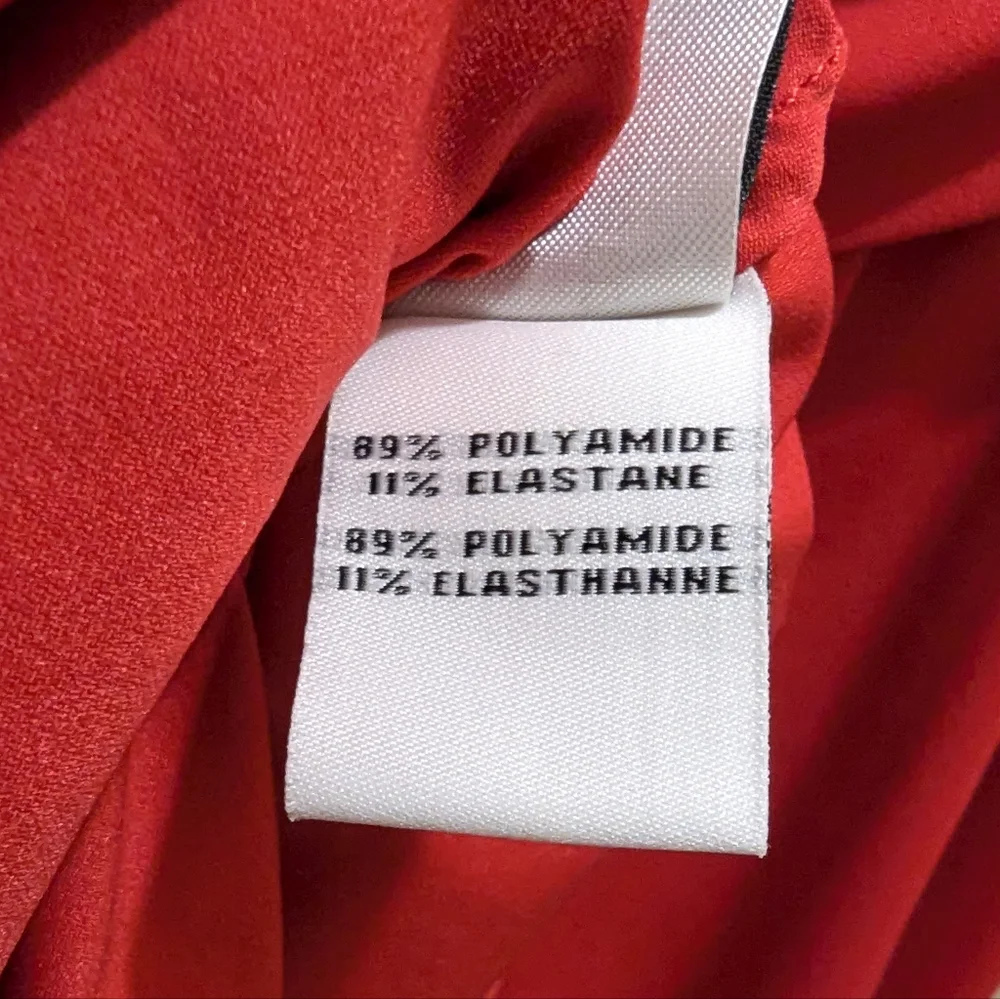 89% POLYAMIDE
11% ELASTANE
89% POLYAMIDE
11% ELASTHANNE